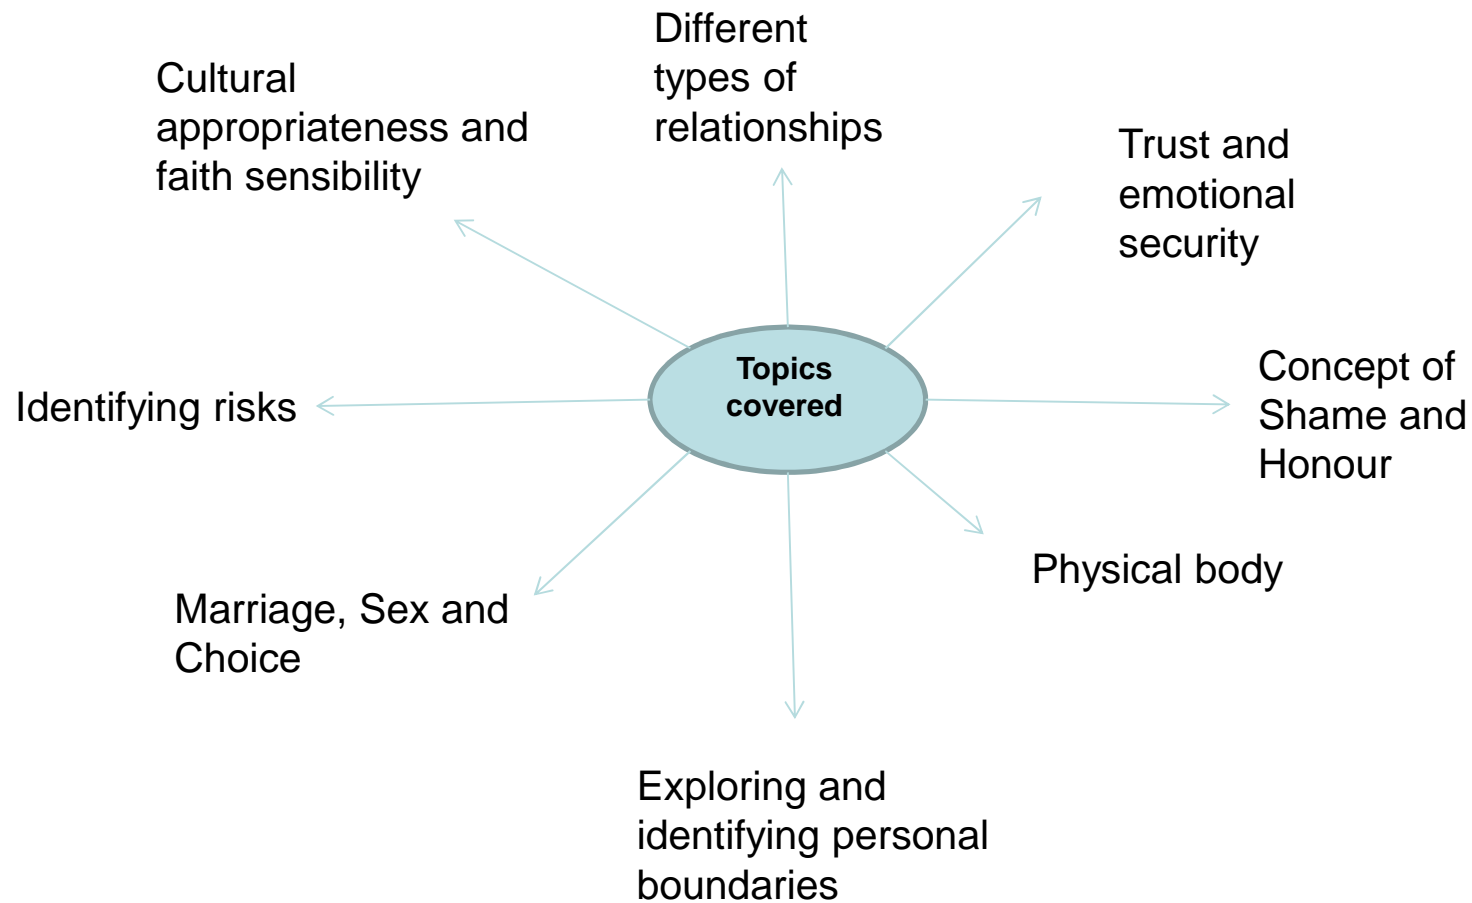 Different
types of
relationships
Cultural
appropriateness and
faith sensibility
Trust and
emotional
security
Topics
covered
Identifying risks
Concept of
Shame and
Honour
Physical body
Marriage, Sex and
Choice
Exploring and
identifying personal
boundaries